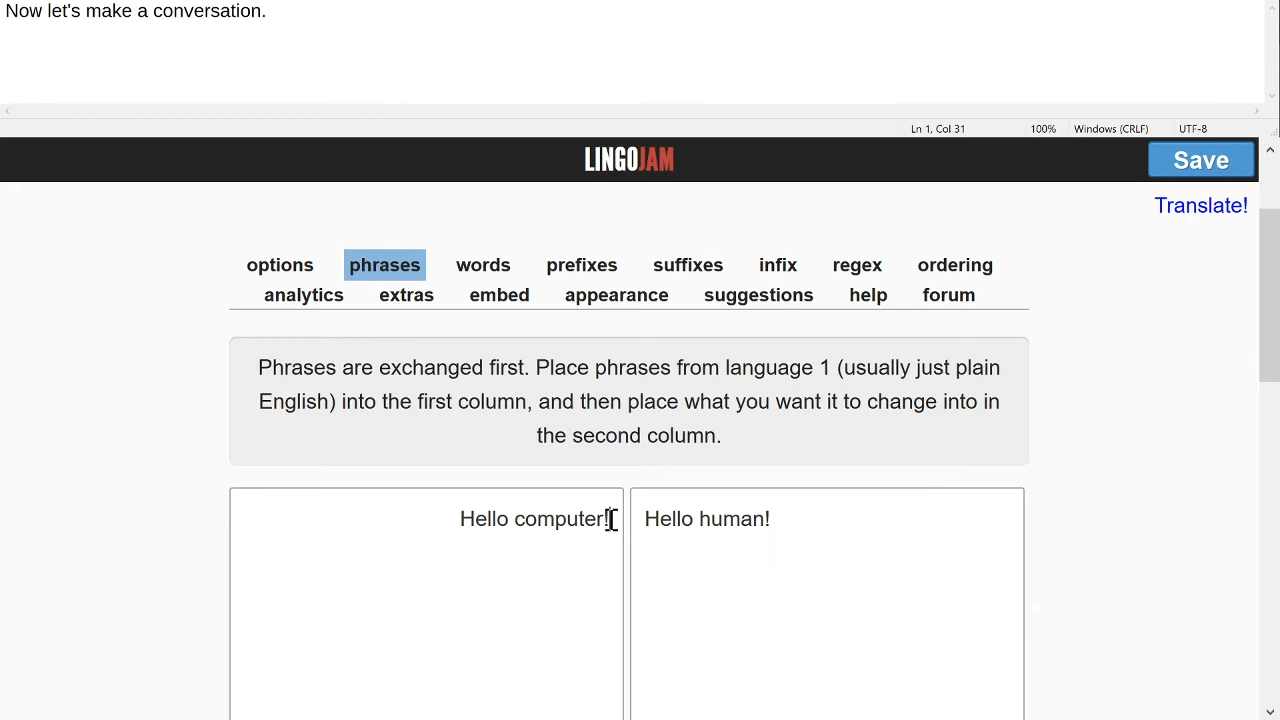 Now let's make a conversation.
Ln 1, Col 31 100% Windows (CRLF) UTF-8
LINGOJAM Save
Translate!
options phrases words prefixes suffixes infix regex ordering
analytics extras embed appearance suggestions help forum
Phrases are exchanged first. Place phrases from language 1 (usually just plain
English) into the first column, and then place what you want it to change into in
the second column.
Hello computer! Hello human!